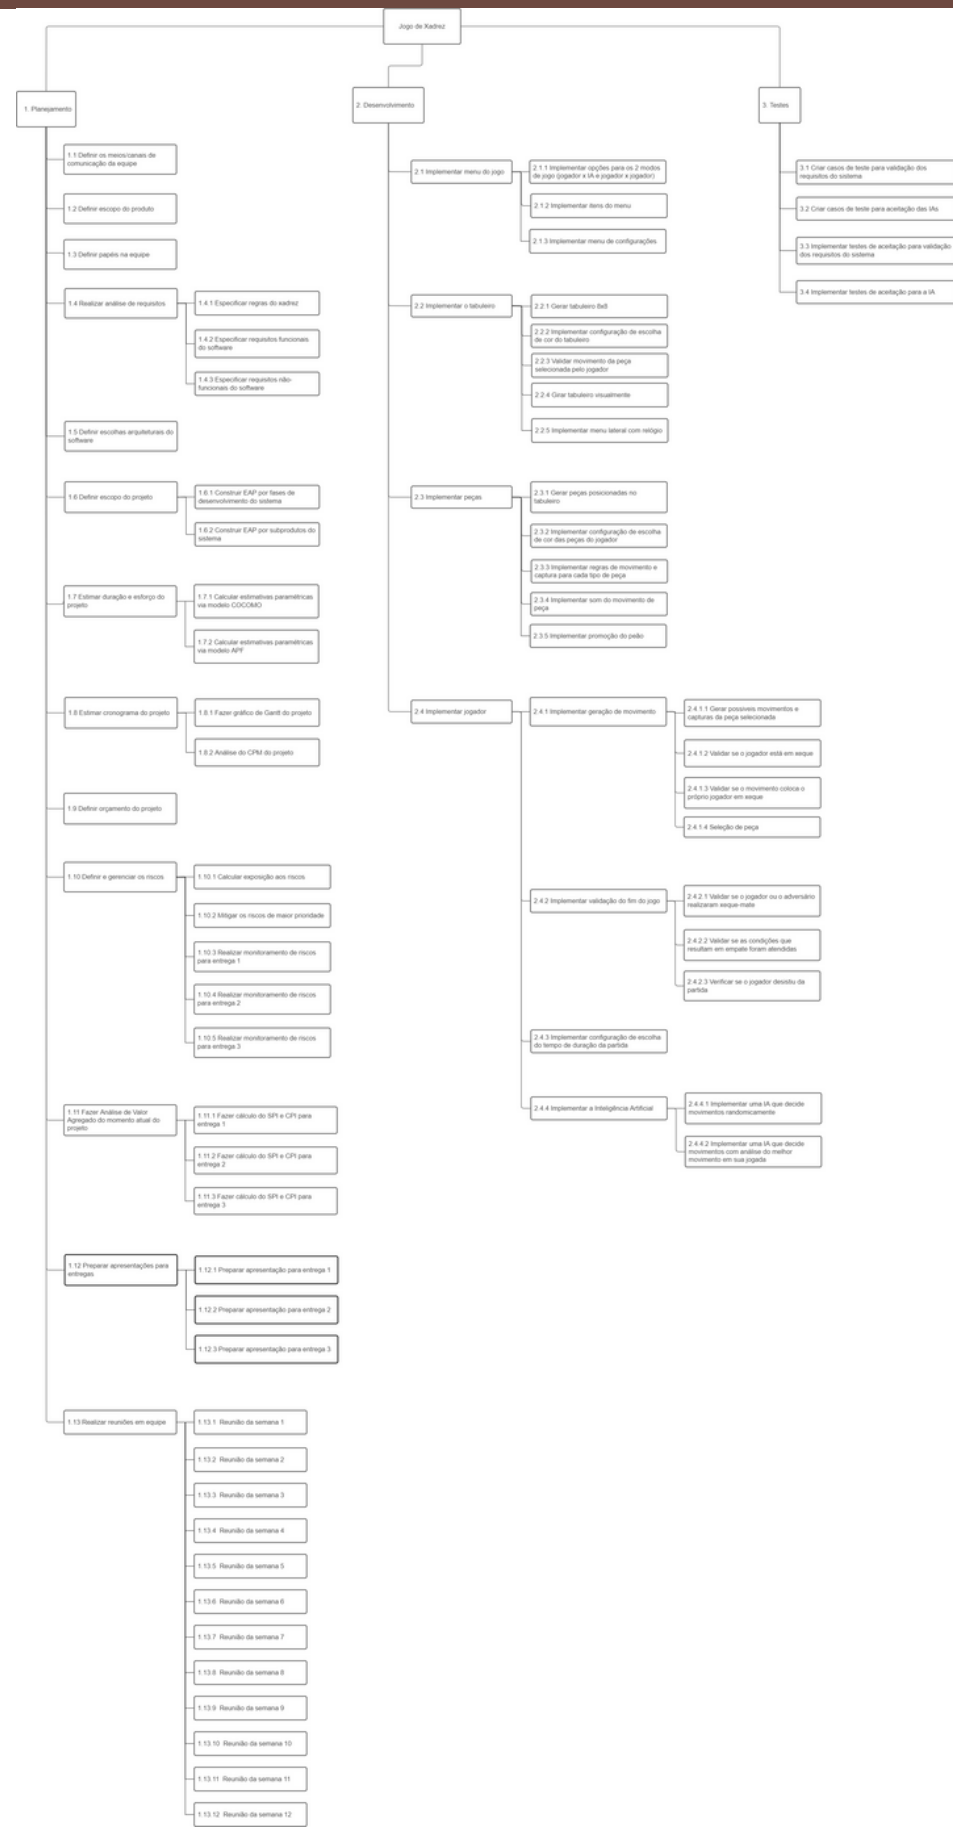 Jogo de Xadrez
1. Planejamento
1.1 Definir os meios/canais de
comunicação da equipe
1.2 Definir escopo do produto
1.3 Definir papéis na equipe
1.4 Realizar análise de requisitos
1.4.1 Especificar regras do xadrez
1.4.2 Especificar requisitos funcionais
do software
1.4.3 Especificar requisitos não-
funcionais do software
1.5 Definir escolhas arquiteturais do
software
1.6 Definir escopo do projeto
1.6.1 Construir EAP por fases de
desenvolvimento do sistema
1.6.2 Construir EAP por subprodutos do
sistema
1.7 Estimar duração e esforço do
projeto
1.7.1 Calcular estimativas paramétricas
via modelo COCOMO
1.7.2 Calcular estimativas paramétricas
via modelo APF
1.8 Estimar cronograma do projeto
1.8.1 Fazer gráfico de Gantt do projeto
1.8.2 Análise do CPM do projeto
1.9 Definir orçamento do projeto
1.10 Definir e gerenciar os riscos
1.10.1 Calcular exposição aos riscos
1.10.2 Mitigar os riscos de maior prioridade
1.10.3 Realizar monitoramento de riscos
para entrega 1
1.10.4 Realizar monitoramento de riscos
para entrega 2
1.10.5 Realizar monitoramento de riscos
para entrega 3
1.11 Fazer Análise de Valor
Agregado do momento atual do
projeto
1.11.1 Fazer cálculo do SPI e CPI para
entrega 1
1.11.2 Fazer cálculo do SPI e CPI para
entrega 2
1.11.3 Fazer cálculo do SPI e CPI para
entrega 3
1.12 Preparar apresentações para
entregas
1.12.1 Preparar apresentação para entrega 1
1.12.2 Preparar apresentação para entrega 2
1.12.3 Preparar apresentação para entrega 3
1.13 Realizar reuniões em equipe
1.13.1 Reunião da semana 1
1.13.2 Reunião da semana 2
1.13.3 Reunião da semana 3
1.13.4 Reunião da semana 4
1.13.5 Reunião da semana 5
1.13.6 Reunião da semana 6
1.13.7 Reunião da semana 7
1.13.8 Reunião da semana 8
1.13.9 Reunião da semana 9
1.13.10 Reunião da semana 10
1.13.11 Reunião da semana 11
1.13.12 Reunião da semana 12
2. Desenvolvimento
2.1 Implementar menu do jogo
2.1.1 Implementar opções para os 2 modos
de jogo (jogador x IA e jogador x jogador)
2.1.2 Implementar itens do menu
2.1.3 Implementar menu de configurações
2.2 Implementar o tabuleiro
2.2.1 Gerar tabuleiro 8x8
2.2.2 Implementar configuração de escolha
de cor do tabuleiro
2.2.3 Validar movimento da peça
selecionada pelo jogador
2.2.4 Girar tabuleiro visualmente
2.2.5 Implementar menu lateral com relógio
2.3 Implementar peças
2.3.1 Gerar peças posicionadas no
tabuleiro
2.3.2 Implementar configuração de escolha
de cor das peças do jogador
2.3.3 Implementar regras de movimento e
captura para cada tipo de peça
2.3.4 Implementar som do movimento de
peça
2.3.5 Implementar promoção do peão
2.4 Implementar jogador
2.4.1 Implementar geração de movimento
2.4.1.1 Gerar possíveis movimentos e
capturas da peça selecionada
2.4.1.2 Validar se o jogador está em xeque
2.4.1.3 Validar se o movimento coloca o
próprio jogador em xeque
2.4.1.4 Seleção de peça
2.4.2 Implementar validação do fim do jogo
2.4.2.1 Validar se o jogador ou o adversário
realizaram xeque-mate
2.4.2.2 Validar se as condições que
resultam em empate foram atendidas
2.4.2.3 Verificar se o jogador desistiu da
partida
2.4.3 Implementar configuração de escolha
do tempo de duração da partida
2.4.4 Implementar a Inteligência Artificial
2.4.4.1 Implementar uma IA que decide
movimentos randomicamente
2.4.4.2 Implementar uma IA que decide
movimentos com análise do melhor
movimento em sua jogada
3. Testes
3.1 Criar casos de teste para validação dos
requisitos do sistema
3.2 Criar casos de teste para aceitação das IAs
3.3 Implementar testes de aceitação para validação
dos requisitos do sistema
3.4 Implementar testes de aceitação para a IA